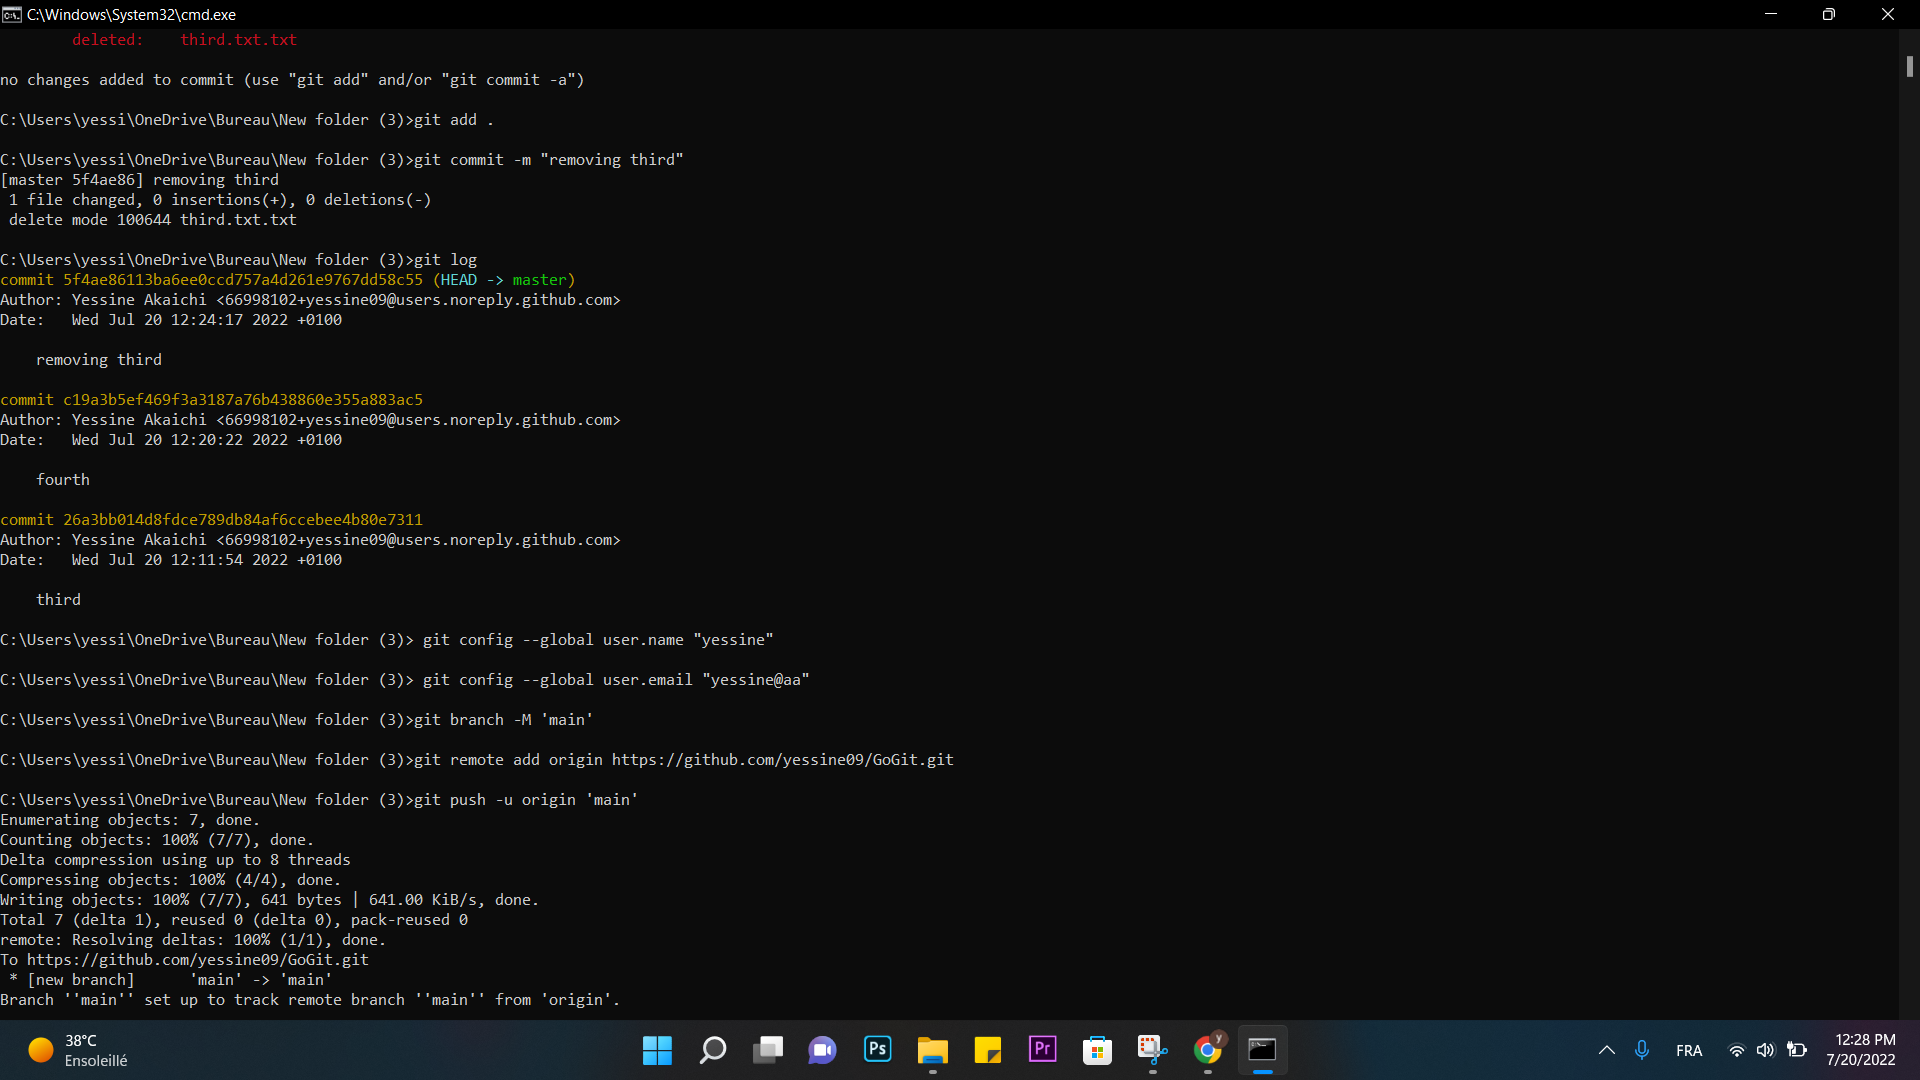 C:\Windows\System32\cmd.exe
deleted:    third.txt.txt
no changes added to commit (use "git add" and/or "git commit -a")
C:\Users\yessi\OneDrive\Bureau\New folder (3)>git add .
C:\Users\yessi\OneDrive\Bureau\New folder (3)>git commit -m "removing third"
[master 5f4ae86] removing third
 1 file changed, 0 insertions(+), 0 deletions(-)
 delete mode 100644 third.txt.txt
C:\Users\yessi\OneDrive\Bureau\New folder (3)>git log
commit 5f4ae86113ba6ee0ccd757a4d261e9767dd58c55 (HEAD -> master)
Author: Yessine Akaichi <66998102+yessine09@users.noreply.github.com>
Date:   Wed Jul 20 12:24:17 2022 +0100
removing third
commit c19a3b5ef469f3a3187a76b438860e355a883ac5
Author: Yessine Akaichi <66998102+yessine09@users.noreply.github.com>
Date:   Wed Jul 20 12:20:22 2022 +0100
fourth
commit 26a3bb014d8fdce789db84af6ccebee4b80e7311
Author: Yessine Akaichi <66998102+yessine09@users.noreply.github.com>
Date:   Wed Jul 20 12:11:54 2022 +0100
third
C:\Users\yessi\OneDrive\Bureau\New folder (3)> git config --global user.name "yessine"
C:\Users\yessi\OneDrive\Bureau\New folder (3)> git config --global user.email "yessine@aa"
C:\Users\yessi\OneDrive\Bureau\New folder (3)>git branch -M 'main'
C:\Users\yessi\OneDrive\Bureau\New folder (3)>git remote add origin https://github.com/yessine09/GoGit.git
C:\Users\yessi\OneDrive\Bureau\New folder (3)>git push -u origin 'main'
Enumerating objects: 7, done.
Counting objects: 100% (7/7), done.
Delta compression using up to 8 threads
Compressing objects: 100% (4/4), done.
Writing objects: 100% (7/7), 641 bytes | 641.00 KiB/s, done.
Total 7 (delta 1), reused 0 (delta 0), pack-reused 0
remote: Resolving deltas: 100% (1/1), done.
To https://github.com/yessine09/GoGit.git
 * [new branch]      'main' -> 'main'
Branch ''main'' set up to track remote branch ''main'' from 'origin'.
38°C
Ensoleillé
Ps
Pr
y
FRA
12:28 PM
7/20/2022